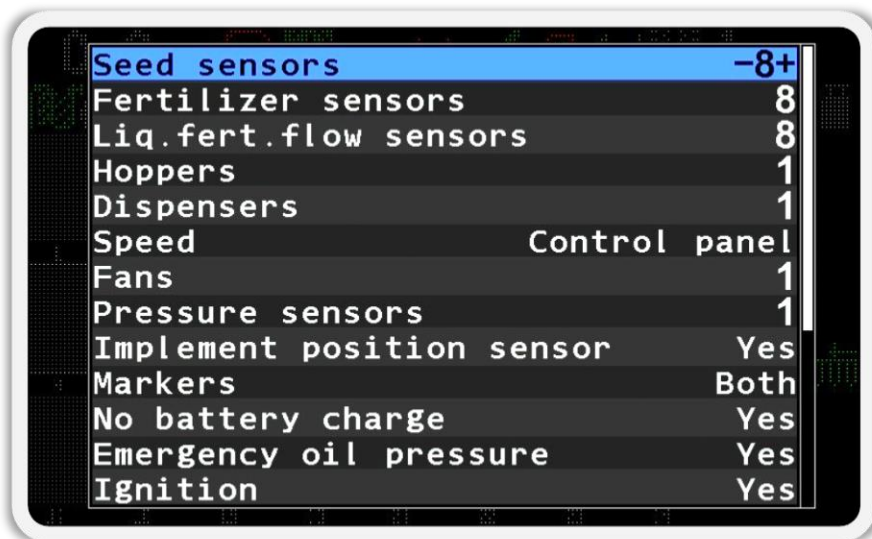 Seed sensors -8+
Fertilizer sensors 8
Liq.fert.flow sensors 8
Hoppers 1
Dispensers 1
Speed Control panel
Fans 1
Pressure sensors 1
Implement position sensor Yes
Markers Both
No battery charge Yes
Emergency oil pressure Yes
Ignition Yes